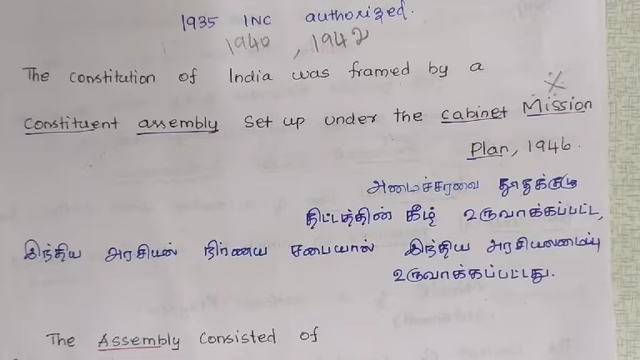 1935 INC authorized.
1940, 1942
The constitution of India was framed by a
constituent assembly set up under the cabinet Mission
Plan, 1946.
அமைச்சரவை தூதுக்குழு
திட்டத்தின் கீழ் உருவாக்கப்பட்ட,
இந்திய அரசியல் நிர்ணய சபையால் இந்திய அரசியலமைப்பு
உருவாக்கப்பட்டது.
The Assembly consisted of